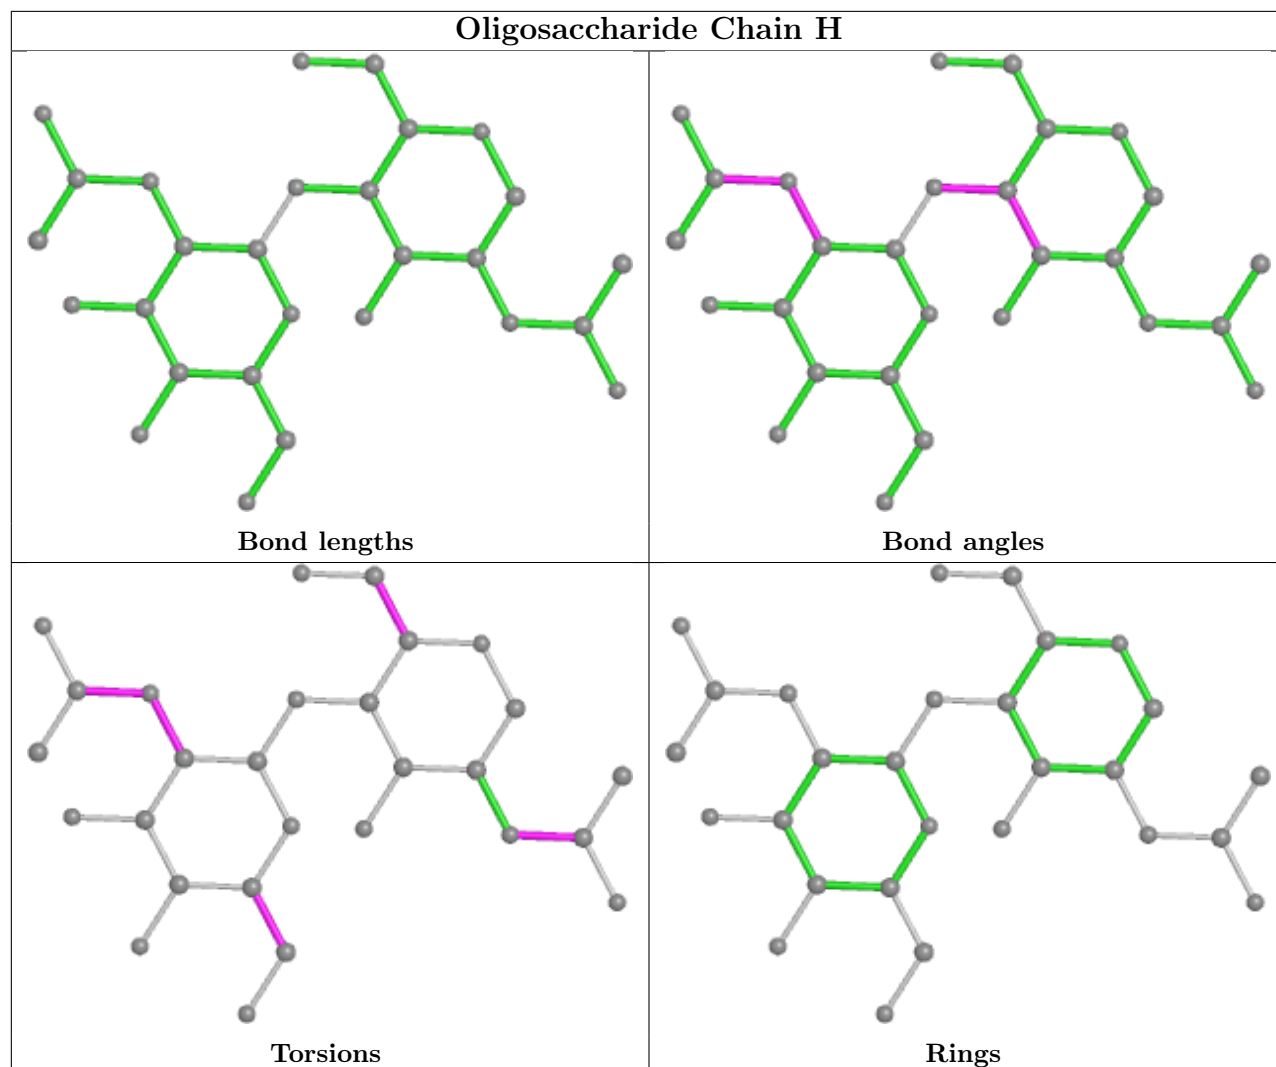 Oligosaccharide Chain H
Bond lengths
Bond angles
Torsions
Rings